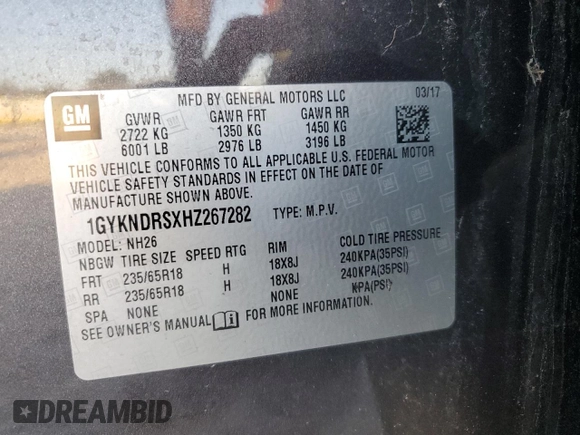 GM
MFD BY GENERAL MOTORS LLC 03/17
GVWR GAWR FRT GAWR RR
2722 KG 1350 KG 1450 KG
6001 LB 2976 LB 3196 LB
THIS VEHICLE CONFORMS TO ALL APPLICABLE U.S. FEDERAL MOTOR
VEHICLE SAFETY STANDARDS IN EFFECT ON THE DATE OF
MANUFACTURE SHOWN ABOVE.
1GYKNDRSXHZ267282 TYPE: M.P.V.
MODEL: NH26
NBGW TIRE SIZE SPEED RTG RIM COLD TIRE PRESSURE
FRT 235/65R18 H 18X8J 240KPA(35PSI)
RR 235/65R18 H 18X8J 240KPA(35PSI)
SPA NONE NONE KPA(PSI)
SEE OWNER'S MANUAL FOR MORE INFORMATION.
DREAMBID